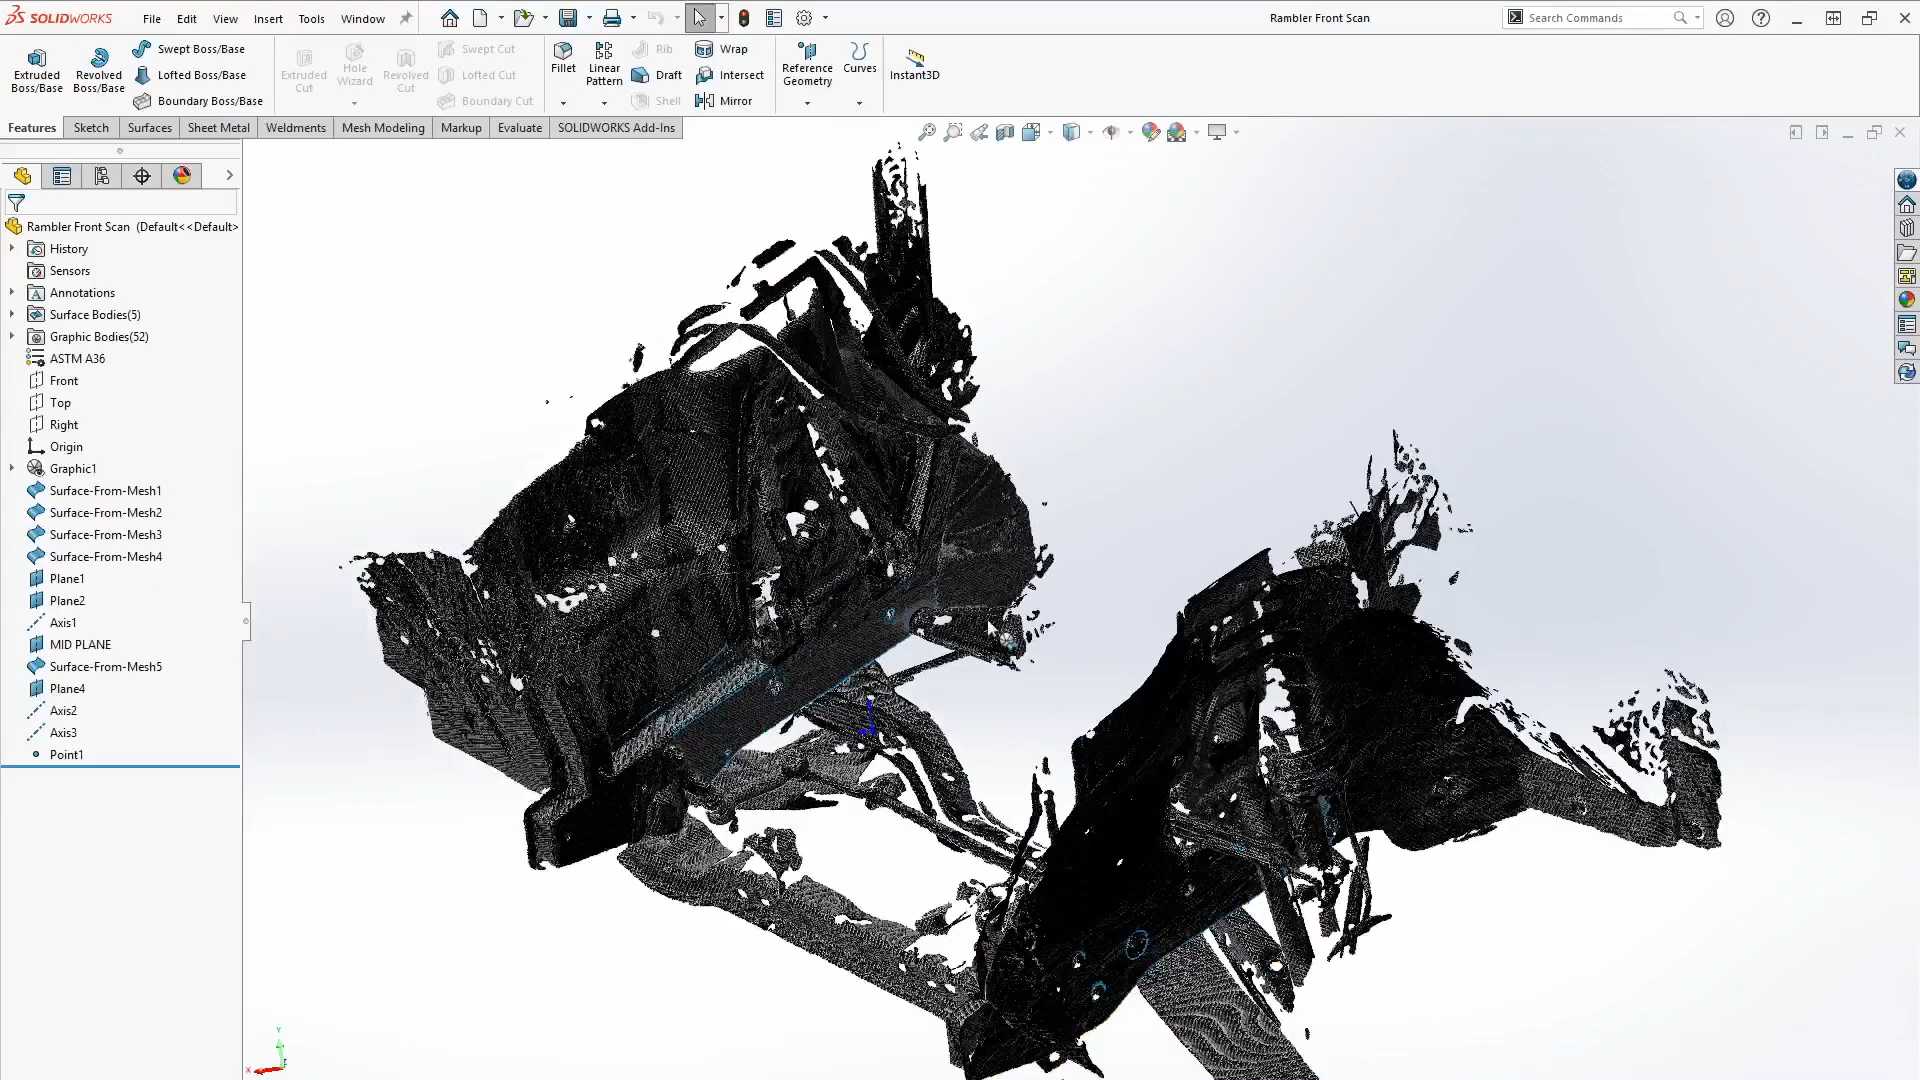 SOLIDWORKS
File Edit View Insert Tools Window
Rambler Front Scan
Search Commands
Extruded Boss/Base
Revolved Boss/Base
Swept Boss/Base
Lofted Boss/Base
Boundary Boss/Base
Extruded Cut
Hole Wizard
Revolved Cut
Swept Cut
Lofted Cut
Boundary Cut
Fillet
Linear Pattern
Rib
Draft
Shell
Wrap
Intersect
Mirror
Reference Geometry
Curves
Instant3D
Features Sketch Surfaces Sheet Metal Weldments Mesh Modeling Markup Evaluate SOLIDWORKS Add-Ins
Rambler Front Scan (Default<<Default>
History
Sensors
Annotations
Surface Bodies(5)
Graphic Bodies(52)
ASTM A36
Front
Top
Right
Origin
Graphic1
Surface-From-Mesh1
Surface-From-Mesh2
Surface-From-Mesh3
Surface-From-Mesh4
Plane1
Plane2
Axis1
MID PLANE
Surface-From-Mesh5
Plane4
Axis2
Axis3
Point1
Y
X